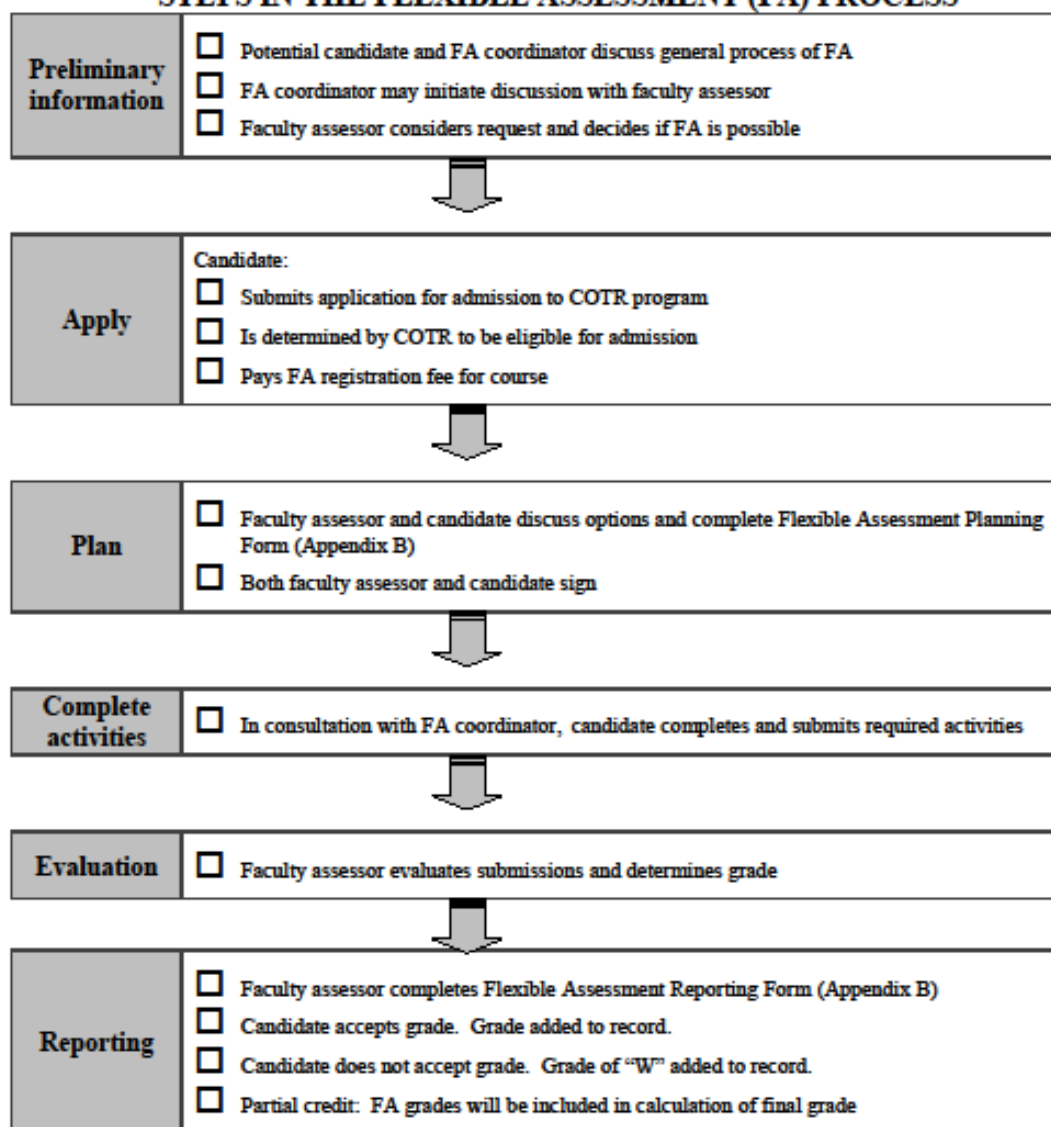 STEPS IN THE FLEXIBLE ASSESSMENT (FA) PROCESS
Preliminary
information
Potential candidate and FA coordinator discuss general process of FA
FA coordinator may initiate discussion with faculty assessor
Faculty assessor considers request and decides if FA is possible
Apply
Candidate:
Submits application for admission to COTR program
Is determined by COTR to be eligible for admission
Pays FA registration fee for course
Plan
Faculty assessor and candidate discuss options and complete Flexible Assessment Planning
Form (Appendix B)
Both faculty assessor and candidate sign
Complete
activities
In consultation with FA coordinator, candidate completes and submits required activities
Evaluation
Faculty assessor evaluates submissions and determines grade
Reporting
Faculty assessor completes Flexible Assessment Reporting Form (Appendix B)
Candidate accepts grade. Grade added to record.
Candidate does not accept grade. Grade of “W” added to record.
Partial credit: FA grades will be included in calculation of final grade